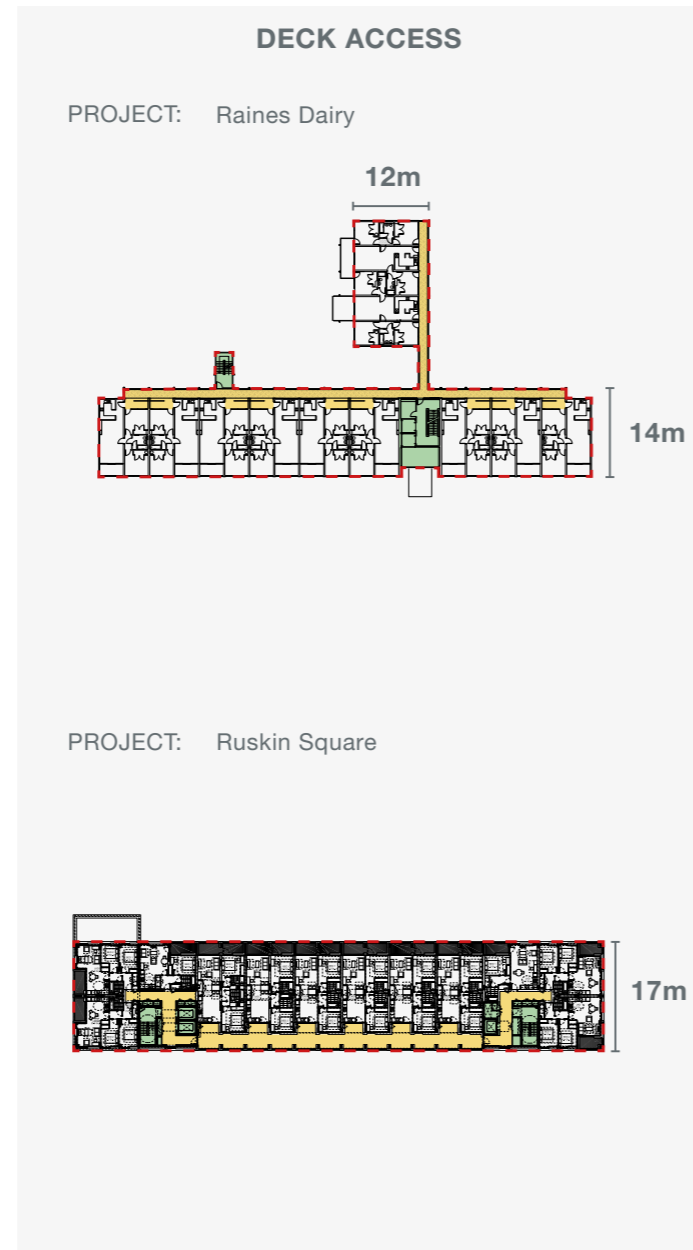 DECK ACCESS
PROJECT: Raines Dairy
12m
14m
PROJECT: Ruskin Square
17m